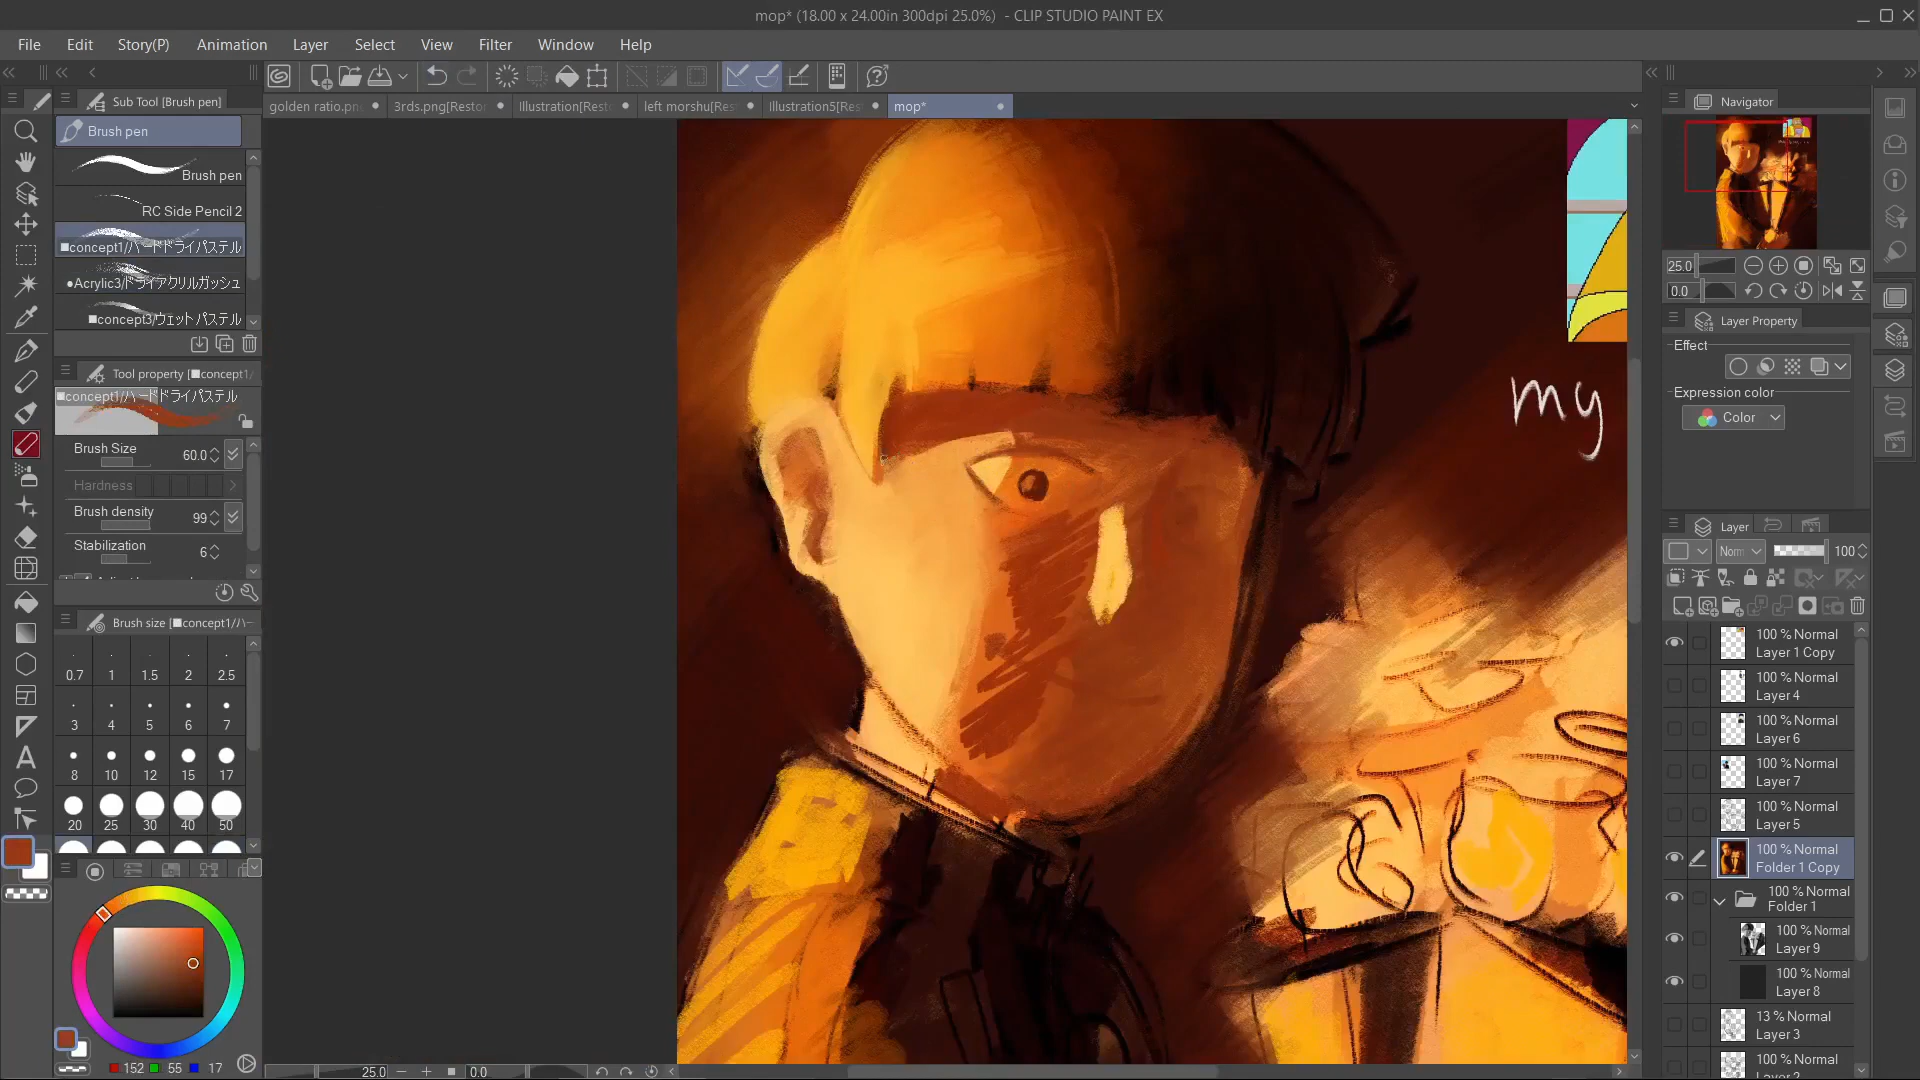 mop* (18.00 x 24.00in 300dpi 25.0%) - CLIP STUDIO PAINT EX
File Edit Story(P) Animation Layer Select View Filter Window Help
golden ratio.pn 3rds.png[Restor Illustration[Rest left morshu[Rest Illustration5[Res mop*
Sub Tool [Brush pen]
Brush pen
Brush pen
RC Side Pencil 2
■concept1/ハードドライパステル
●Acrylic3/ドライアクリルガッシュ
■concept3/ウェットパステル
Tool property [■concept1/
■concept1/ハードドライパステル
Brush Size 60.0
Hardness
Brush density 99
Stabilization 6
Brush size [■concept1/ハー
0.7 1 1.5 2 2.5
3 4 5 6 7
8 10 12 15 17
20 25 30 40 50
152 55 17
my
25.0 0.0
Navigator
25.0
0.0
Layer Property
Effect
Expression color
Color
Layer
Norm 100
100 % Normal
Layer 1 Copy
100 % Normal
Layer 4
100 % Normal
Layer 6
100 % Normal
Layer 7
100 % Normal
Layer 5
100 % Normal
Folder 1 Copy
100 % Normal
Folder 1
100 % Normal
Layer 9
100 % Normal
Layer 8
13 % Normal
Layer 3
100 % Normal
Layer 2